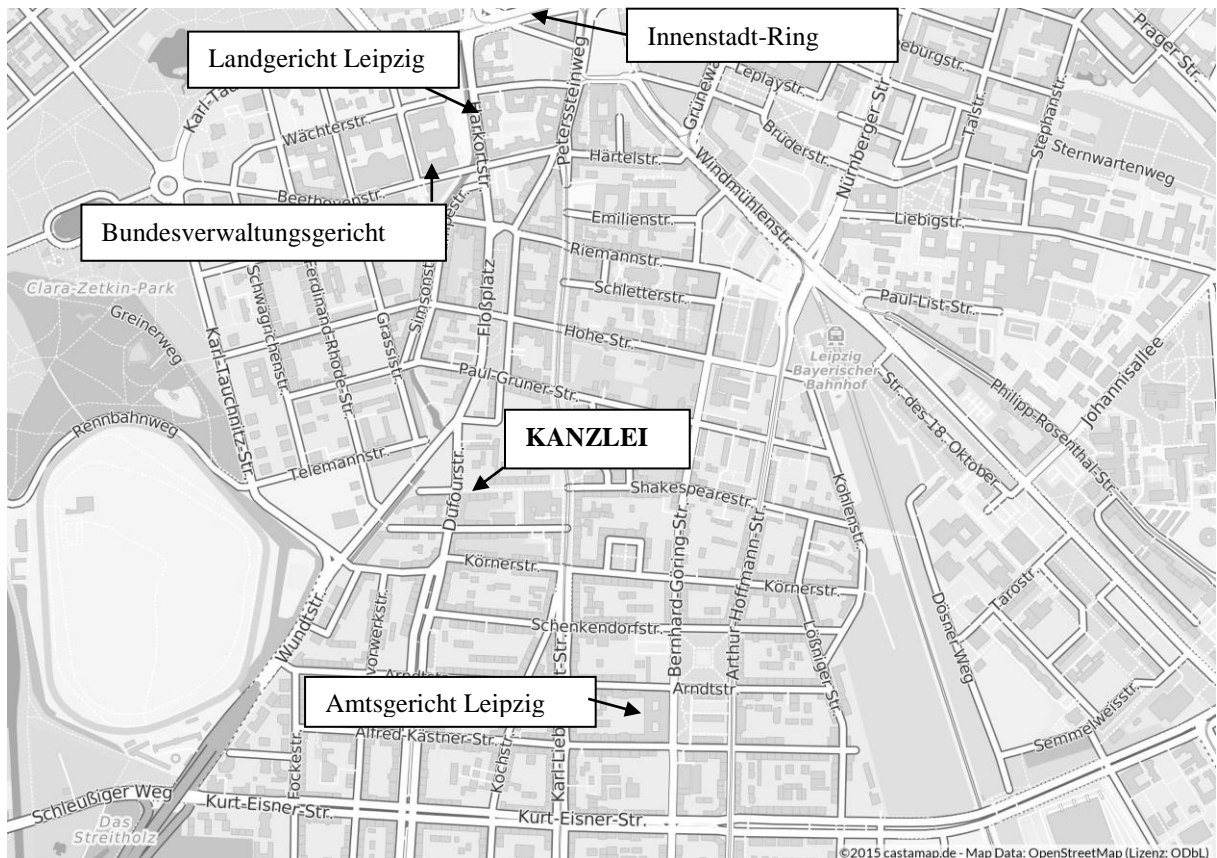 Innenstadt-Ring
Landgericht Leipzig
Bundesverwaltungsgericht
KANZLEI
Amtsgericht Leipzig
Prager Str.
Leplaystr.
Nürnberger Str.
Talstr.
Stephanstr.
Sternwartenweg
Brüderstr.
Liebigstr.
Wächterstr.
Harkortstr.
Peterssteinweg
Härtelstr.
Windmühlenstr.
Emilienstr.
Riemannstr.
Schletterstr.
Hohe Str.
Paul-List-Str.
Leipzig
Bayerischer
Bahnhof
Johannisallee
Philipp-Rosenthal-Str.
Str. des 18. Oktober
Clara-Zetkin-Park
Greinerweg
Schwägrichenstr.
Ferdinand-Rhode-Str.
Grassistr.
Floßplatz
Karl-Tauchnitz-Str.
Paul-Gruner-Str.
Rennbahnweg
Telemannstr.
Dufourstr.
Shakespearestr.
Kohlenstr.
Bernhard-Göring-Str.
Arthur-Hoffmann-Str.
Körnerstr.
Körnerstr.
Schenkendorfstr.
Lößniger Str.
Dösner Weg
Tarostr.
Semmelweisstr.
Wundtstr.
Arndtstr.
Alfred-Kästner-Str.
Kochstr.
Fockestr.
Schleußiger Weg
Das
Streitholz
Kurt-Eisner-Str.
Kurt-Eisner-Str.
©2015 castamap.de - Map Data: OpenStreetMap (Lizenz: ODbL)